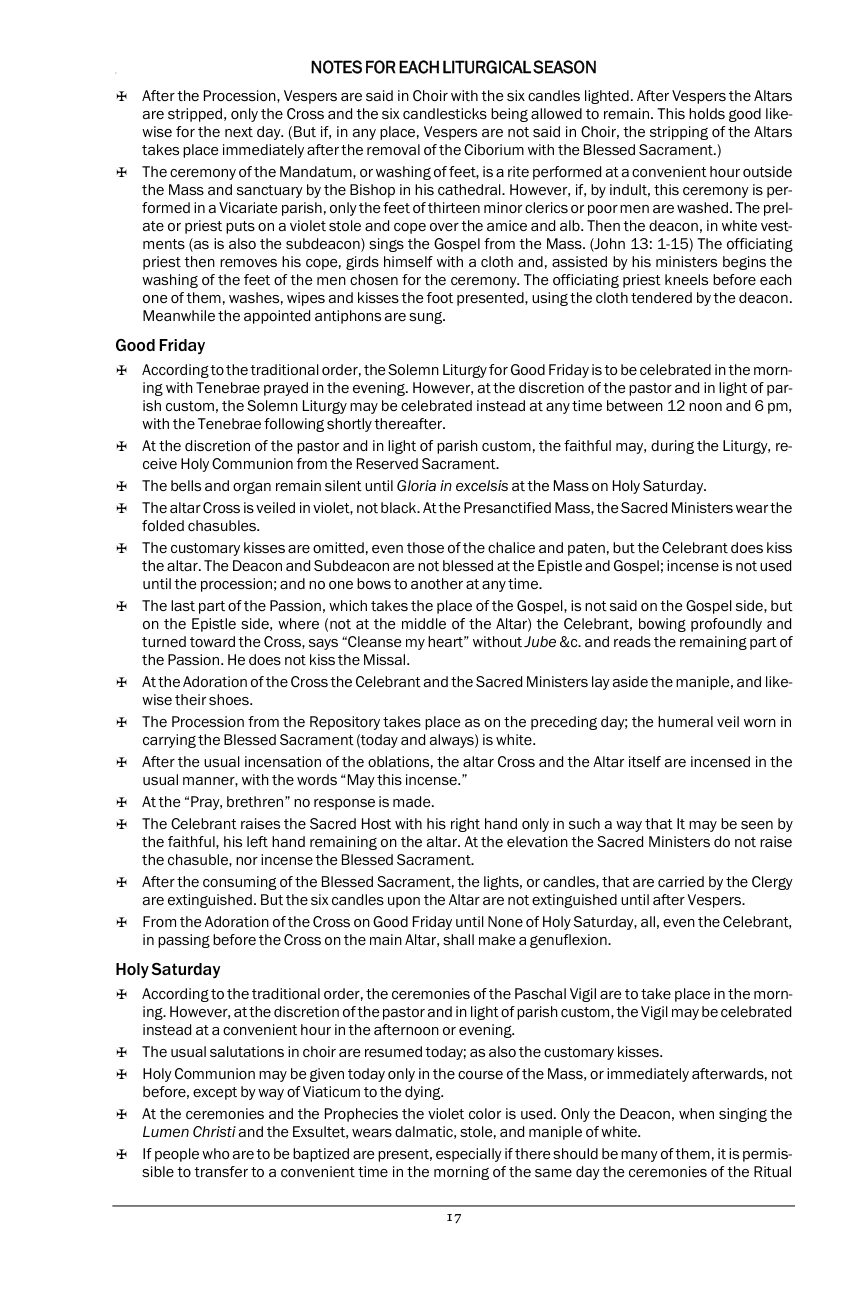 NOTES FOR EACH LITURGICAL SEASON
✠ After the Procession, Vespers are said in Choir with the six candles lighted. After Vespers the Altars
are stripped, only the Cross and the six candlesticks being allowed to remain. This holds good like-
wise for the next day. (But if, in any place, Vespers are not said in Choir, the stripping of the Altars
takes place immediately after the removal of the Ciborium with the Blessed Sacrament.)
✠ The ceremony of the Mandatum, or washing of feet, is a rite performed at a convenient hour outside
the Mass and sanctuary by the Bishop in his cathedral. However, if, by indult, this ceremony is per-
formed in a Vicariate parish, only the feet of thirteen minor clerics or poor men are washed. The prel-
ate or priest puts on a violet stole and cope over the amice and alb. Then the deacon, in white vest-
ments (as is also the subdeacon) sings the Gospel from the Mass. (John 13: 1-15) The officiating
priest then removes his cope, girds himself with a cloth and, assisted by his ministers begins the
washing of the feet of the men chosen for the ceremony. The officiating priest kneels before each
one of them, washes, wipes and kisses the foot presented, using the cloth tendered by the deacon.
Meanwhile the appointed antiphons are sung.
Good Friday
✠ According to the traditional order, the Solemn Liturgy for Good Friday is to be celebrated in the morn-
ing with Tenebrae prayed in the evening. However, at the discretion of the pastor and in light of par-
ish custom, the Solemn Liturgy may be celebrated instead at any time between 12 noon and 6 pm,
with the Tenebrae following shortly thereafter.
✠ At the discretion of the pastor and in light of parish custom, the faithful may, during the Liturgy, re-
ceive Holy Communion from the Reserved Sacrament.
✠ The bells and organ remain silent until Gloria in excelsis at the Mass on Holy Saturday.
✠ The altar Cross is veiled in violet, not black. At the Presanctified Mass, the Sacred Ministers wear the
folded chasubles.
✠ The customary kisses are omitted, even those of the chalice and paten, but the Celebrant does kiss
the altar. The Deacon and Subdeacon are not blessed at the Epistle and Gospel; incense is not used
until the procession; and no one bows to another at any time.
✠ The last part of the Passion, which takes the place of the Gospel, is not said on the Gospel side, but
on the Epistle side, where (not at the middle of the Altar) the Celebrant, bowing profoundly and
turned toward the Cross, says “Cleanse my heart” without Jube &c. and reads the remaining part of
the Passion. He does not kiss the Missal.
✠ At the Adoration of the Cross the Celebrant and the Sacred Ministers lay aside the maniple, and like-
wise their shoes.
✠ The Procession from the Repository takes place as on the preceding day; the humeral veil worn in
carrying the Blessed Sacrament (today and always) is white.
✠ After the usual incensation of the oblations, the altar Cross and the Altar itself are incensed in the
usual manner, with the words “May this incense.”
✠ At the “Pray, brethren” no response is made.
✠ The Celebrant raises the Sacred Host with his right hand only in such a way that It may be seen by
the faithful, his left hand remaining on the altar. At the elevation the Sacred Ministers do not raise
the chasuble, nor incense the Blessed Sacrament.
✠ After the consuming of the Blessed Sacrament, the lights, or candles, that are carried by the Clergy
are extinguished. But the six candles upon the Altar are not extinguished until after Vespers.
✠ From the Adoration of the Cross on Good Friday until None of Holy Saturday, all, even the Celebrant,
in passing before the Cross on the main Altar, shall make a genuflexion.
Holy Saturday
✠ According to the traditional order, the ceremonies of the Paschal Vigil are to take place in the morn-
ing. However, at the discretion of the pastor and in light of parish custom, the Vigil may be celebrated
instead at a convenient hour in the afternoon or evening.
✠ The usual salutations in choir are resumed today; as also the customary kisses.
✠ Holy Communion may be given today only in the course of the Mass, or immediately afterwards, not
before, except by way of Viaticum to the dying.
✠ At the ceremonies and the Prophecies the violet color is used. Only the Deacon, when singing the
Lumen Christi and the Exsultet, wears dalmatic, stole, and maniple of white.
✠ If people who are to be baptized are present, especially if there should be many of them, it is permis-
sible to transfer to a convenient time in the morning of the same day the ceremonies of the Ritual
17